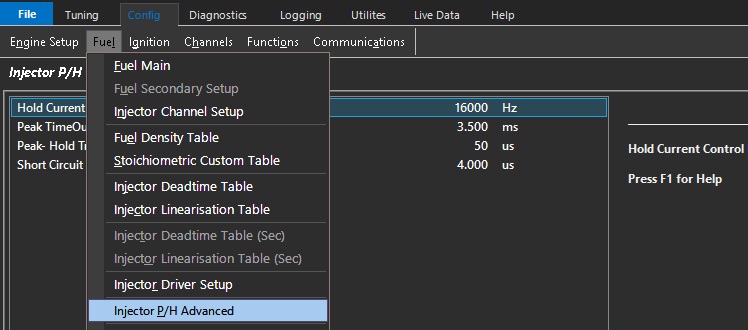 File Tuning Config Diagnostics Logging Utilites Live Data Help
Engine Setup Fuel Ignition Channels Functions Communications
Injector P/H
Fuel Main
Fuel Secondary Setup
Injector Channel Setup
Fuel Density Table
Stoichiometric Custom Table
Injector Deadtime Table
Injector Linearisation Table
Injector Deadtime Table (Sec)
Injector Linearisation Table (Sec)
Injector Driver Setup
Injector P/H Advanced
Hold Current 16000 Hz
Peak TimeOu 3.500 ms
Peak- Hold Tr 50 us
Short Circuit 4.000 us
Hold Current Control
Press F1 for Help